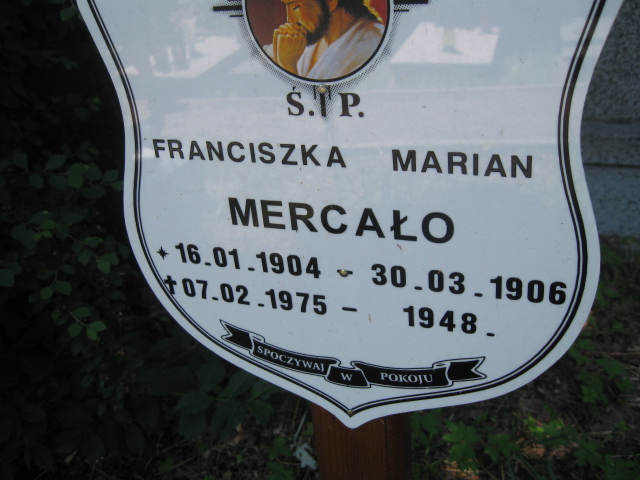 Ś. P.
FRANCISZKA MARIAN
MERCAŁO
16.01.1904 - 30.03.1906
07.02.1975 - 1948.
SPOCZYWAJ W POKOJU